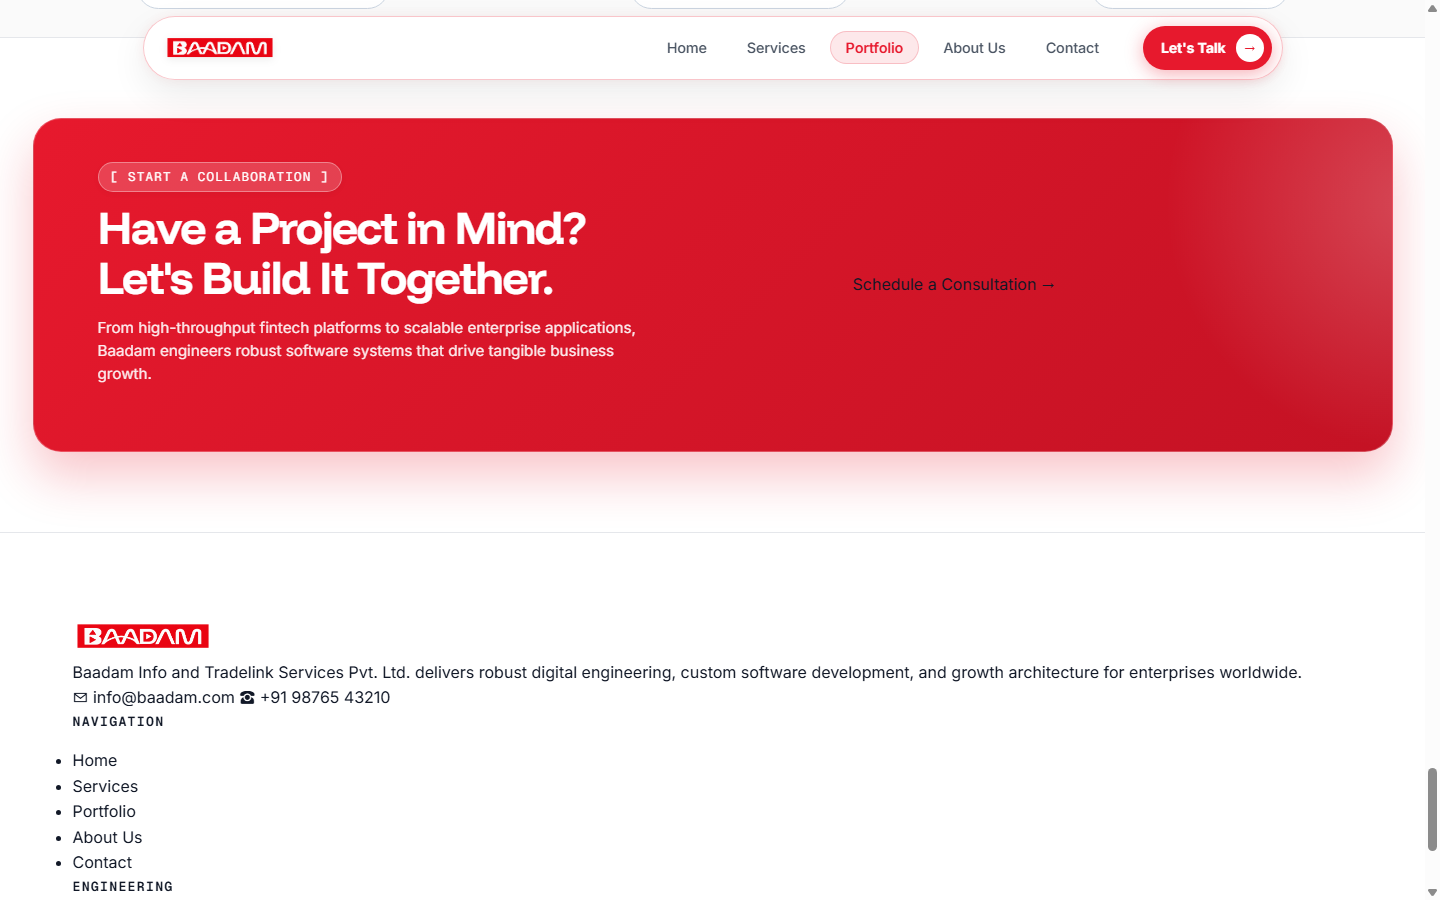 BAADAM
Home Services Portfolio About Us Contact Let's Talk →
[ START A COLLABORATION ]
Have a Project in Mind?
Let's Build It Together.
From high-throughput fintech platforms to scalable enterprise applications,
Baadam engineers robust software systems that drive tangible business
growth.
Schedule a Consultation →
BAADAM
Baadam Info and Tradelink Services Pvt. Ltd. delivers robust digital engineering, custom software development, and growth architecture for enterprises worldwide.
✉ info@baadam.com ☎ +91 98765 43210
NAVIGATION
• Home
• Services
• Portfolio
• About Us
• Contact
ENGINEERING